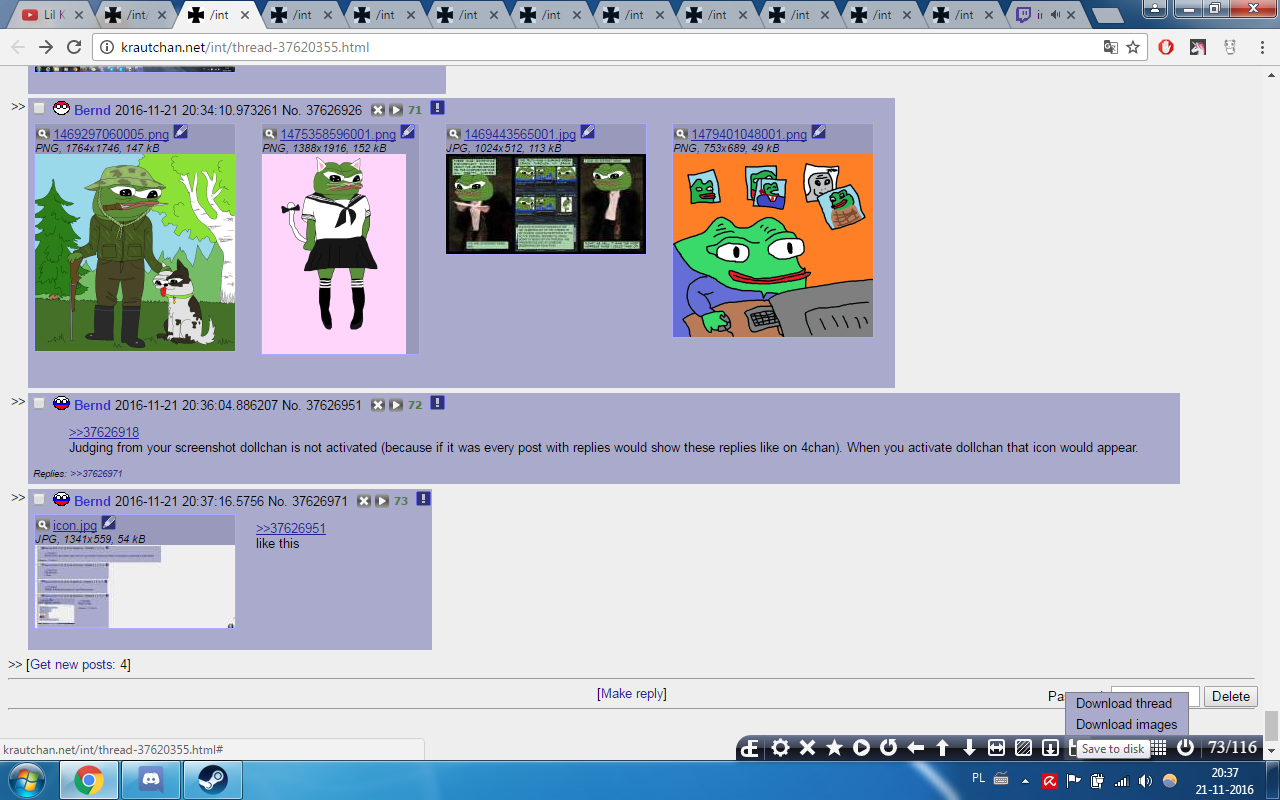 Lil K
/int/
/int
/int
/int
/int
/int
/int
/int
/int
/int
/int
krautchan.net/int/thread-37620355.html
>> Bernd 2016-11-21 20:34:10.973261 No. 37626926 71
1469297060005.png
PNG, 1764x1746, 147 kB
1475358596001.png
PNG, 1388x1916, 152 kB
1469443565001.jpg
JPG, 1024x512, 113 kB
1479401048001.png
PNG, 753x689, 49 kB
>> Bernd 2016-11-21 20:36:04.886207 No. 37626951 72
>>37626918
Judging from your screenshot dollchan is not activated (because if it was every post with replies would show these replies like on 4chan). When you activate dollchan that icon would appear.
Replies: >>37626971
>> Bernd 2016-11-21 20:37:16.5756 No. 37626971 73
icon.jpg
JPG, 1341x559, 54 kB
>>37626951
like this
>> [Get new posts: 4]
[Make reply]
Delete
Download thread
Download images
krautchan.net/int/thread-37620355.html#
Save to disk
73/116
PL
20:37
21-11-2016